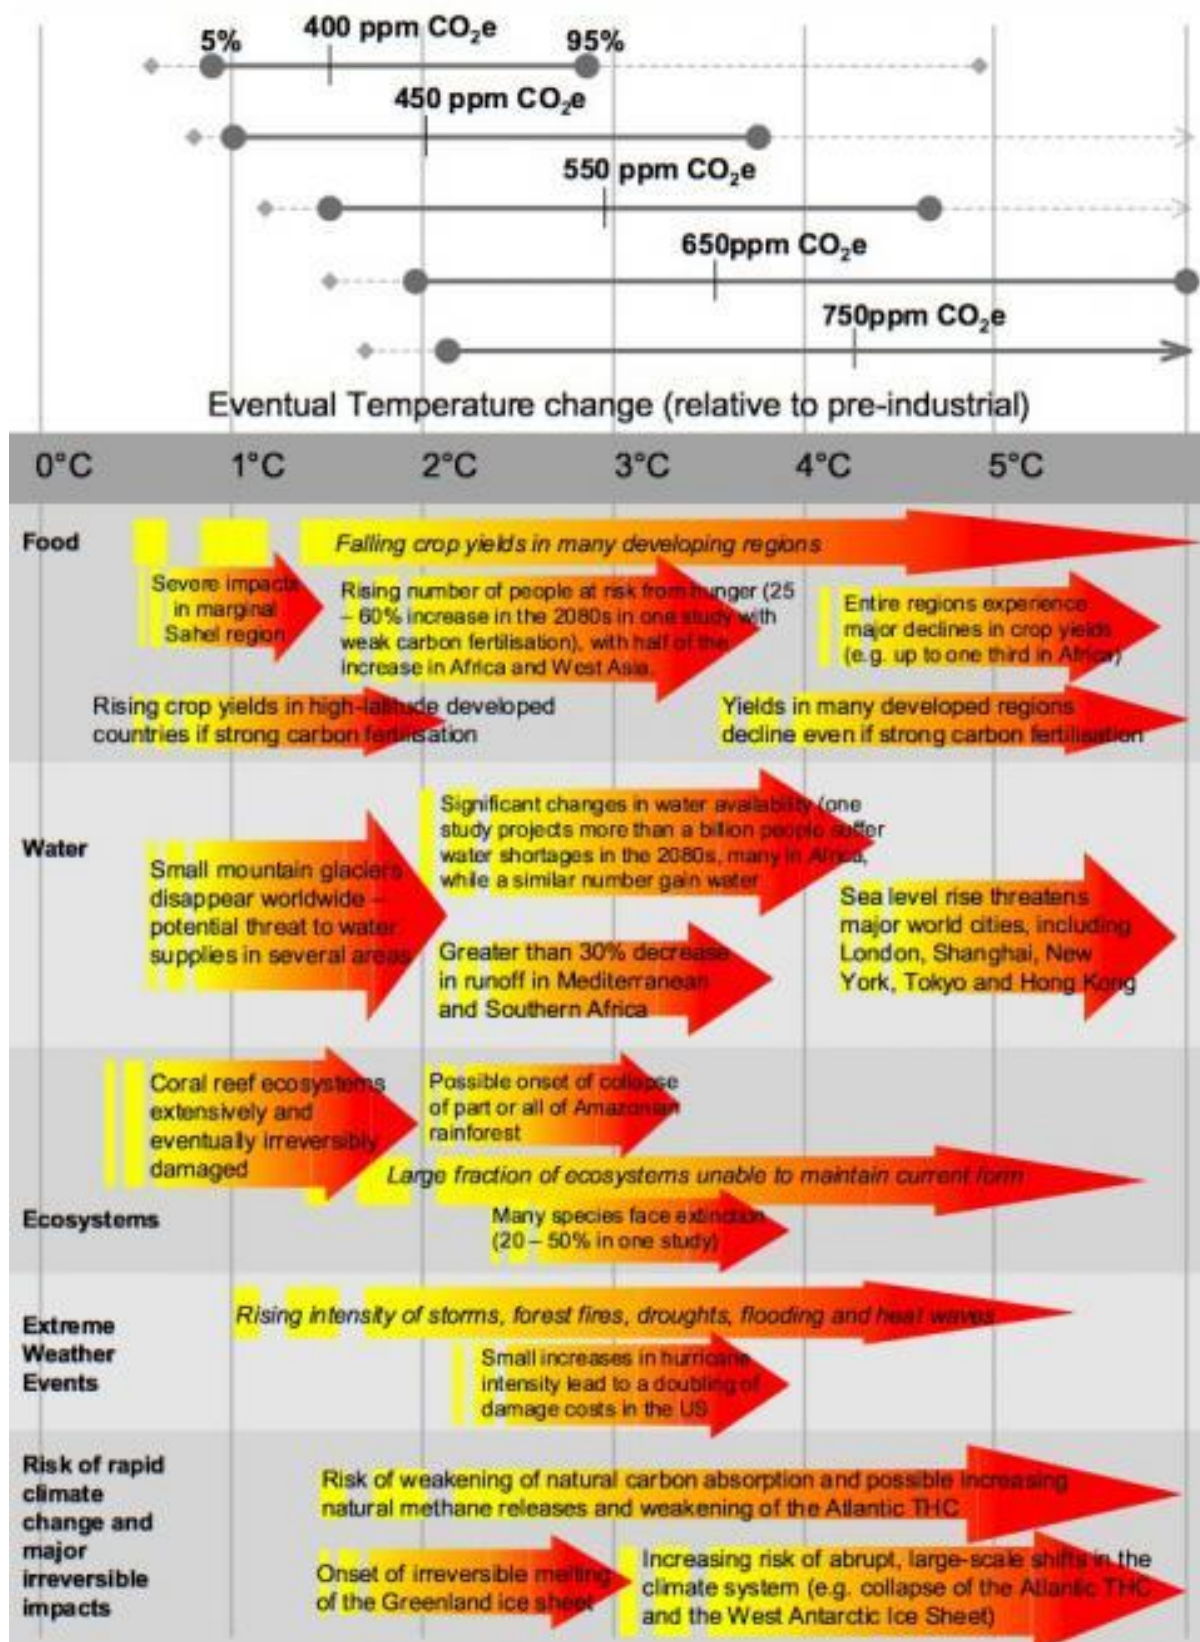 400 ppm CO₂e
5%
95%
450 ppm CO₂e
550 ppm CO₂e
650ppm CO₂e
750ppm CO₂e
Eventual Temperature change (relative to pre-industrial)
0°C 1°C 2°C 3°C 4°C 5°C
Food
Falling crop yields in many developing regions
Severe impacts
in marginal
Sahel region
Rising number of people at risk from hunger (25
– 60% increase in the 2080s in one study with
weak carbon fertilisation), with half of the
increase in Africa and West Asia.
Entire regions experience
major declines in crop yields
(e.g. up to one third in Africa)
Rising crop yields in high-latitude developed
countries if strong carbon fertilisation
Yields in many developed regions
decline even if strong carbon fertilisation
Water
Small mountain glaciers
disappear worldwide –
potential threat to water
supplies in several areas
Significant changes in water availability (one
study projects more than a billion people suffer
water shortages in the 2080s, many in Africa,
while a similar number gain water
Greater than 30% decrease
in runoff in Mediterranean
and Southern Africa
Sea level rise threatens
major world cities, including
London, Shanghai, New
York, Tokyo and Hong Kong
Ecosystems
Coral reef ecosystems
extensively and
eventually irreversibly
damaged
Possible onset of collapse
of part or all of Amazonian
rainforest
Large fraction of ecosystems unable to maintain current form
Many species face extinction
(20 – 50% in one study)
Extreme
Weather
Events
Rising intensity of storms, forest fires, droughts, flooding and heat waves
Small increases in hurricane
intensity lead to a doubling of
damage costs in the US
Risk of rapid
climate
change and
major
irreversible
impacts
Risk of weakening of natural carbon absorption and possible increasing
natural methane releases and weakening of the Atlantic THC
Onset of irreversible melting
of the Greenland ice sheet
Increasing risk of abrupt, large-scale shifts in the
climate system (e.g. collapse of the Atlantic THC
and the West Antarctic Ice Sheet)